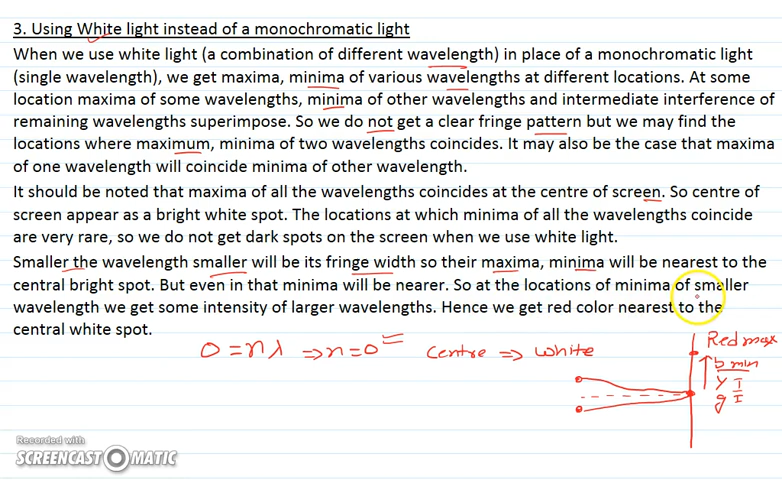 3. Using White light instead of a monochromatic light
When we use white light (a combination of different wavelength) in place of a monochromatic light
(single wavelength), we get maxima, minima of various wavelengths at different locations. At some
location maxima of some wavelengths, minima of other wavelengths and intermediate interference of
remaining wavelengths superimpose. So we do not get a clear fringe pattern but we may find the
locations where maximum, minima of two wavelengths coincides. It may also be the case that maxima
of one wavelength will coincide minima of other wavelength.
It should be noted that maxima of all the wavelengths coincides at the centre of screen. So centre of
screen appear as a bright white spot. The locations at which minima of all the wavelengths coincide
are very rare, so we do not get dark spots on the screen when we use white light.
Smaller the wavelength smaller will be its fringe width so their maxima, minima will be nearest to the
central bright spot. But even in that minima will be nearer. So at the locations of minima of smaller
wavelength we get some intensity of larger wavelengths. Hence we get red color nearest to the
central white spot.
0 = nλ ⇒ n = 0 Centre ⇒ White
Red max
b min
y I
g I
Recorded with
SCREENCAST MATIC